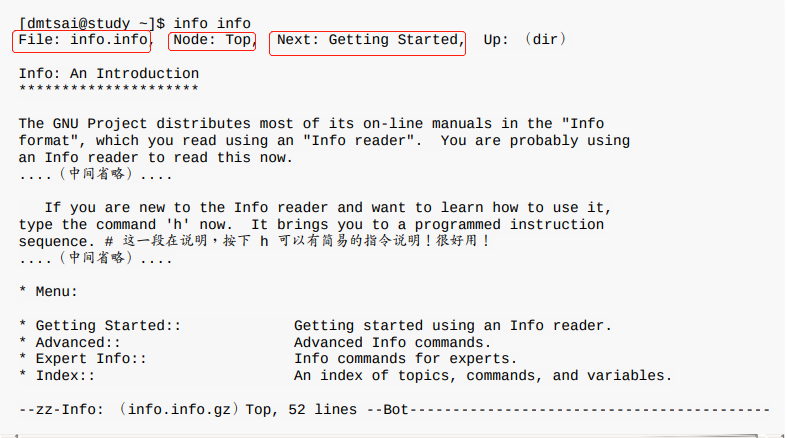 [dmtsai@study ~]$ info info
File: info.info, Node: Top, Next: Getting Started, Up: （dir）
Info: An Introduction
*********************
The GNU Project distributes most of its on-line manuals in the "Info
format", which you read using an "Info reader". You are probably using
an Info reader to read this now.
....（中间省略）....
If you are new to the Info reader and want to learn how to use it,
type the command 'h' now. It brings you to a programmed instruction
sequence. # 这一段在说明，按下 h 可以有简易的指令说明！很好用！
....（中间省略）....
* Menu:
* Getting Started:: Getting started using an Info reader.
* Advanced:: Advanced Info commands.
* Expert Info:: Info commands for experts.
* Index:: An index of topics, commands, and variables.
--zz-Info: （info.info.gz）Top, 52 lines --Bot------------------------------------------